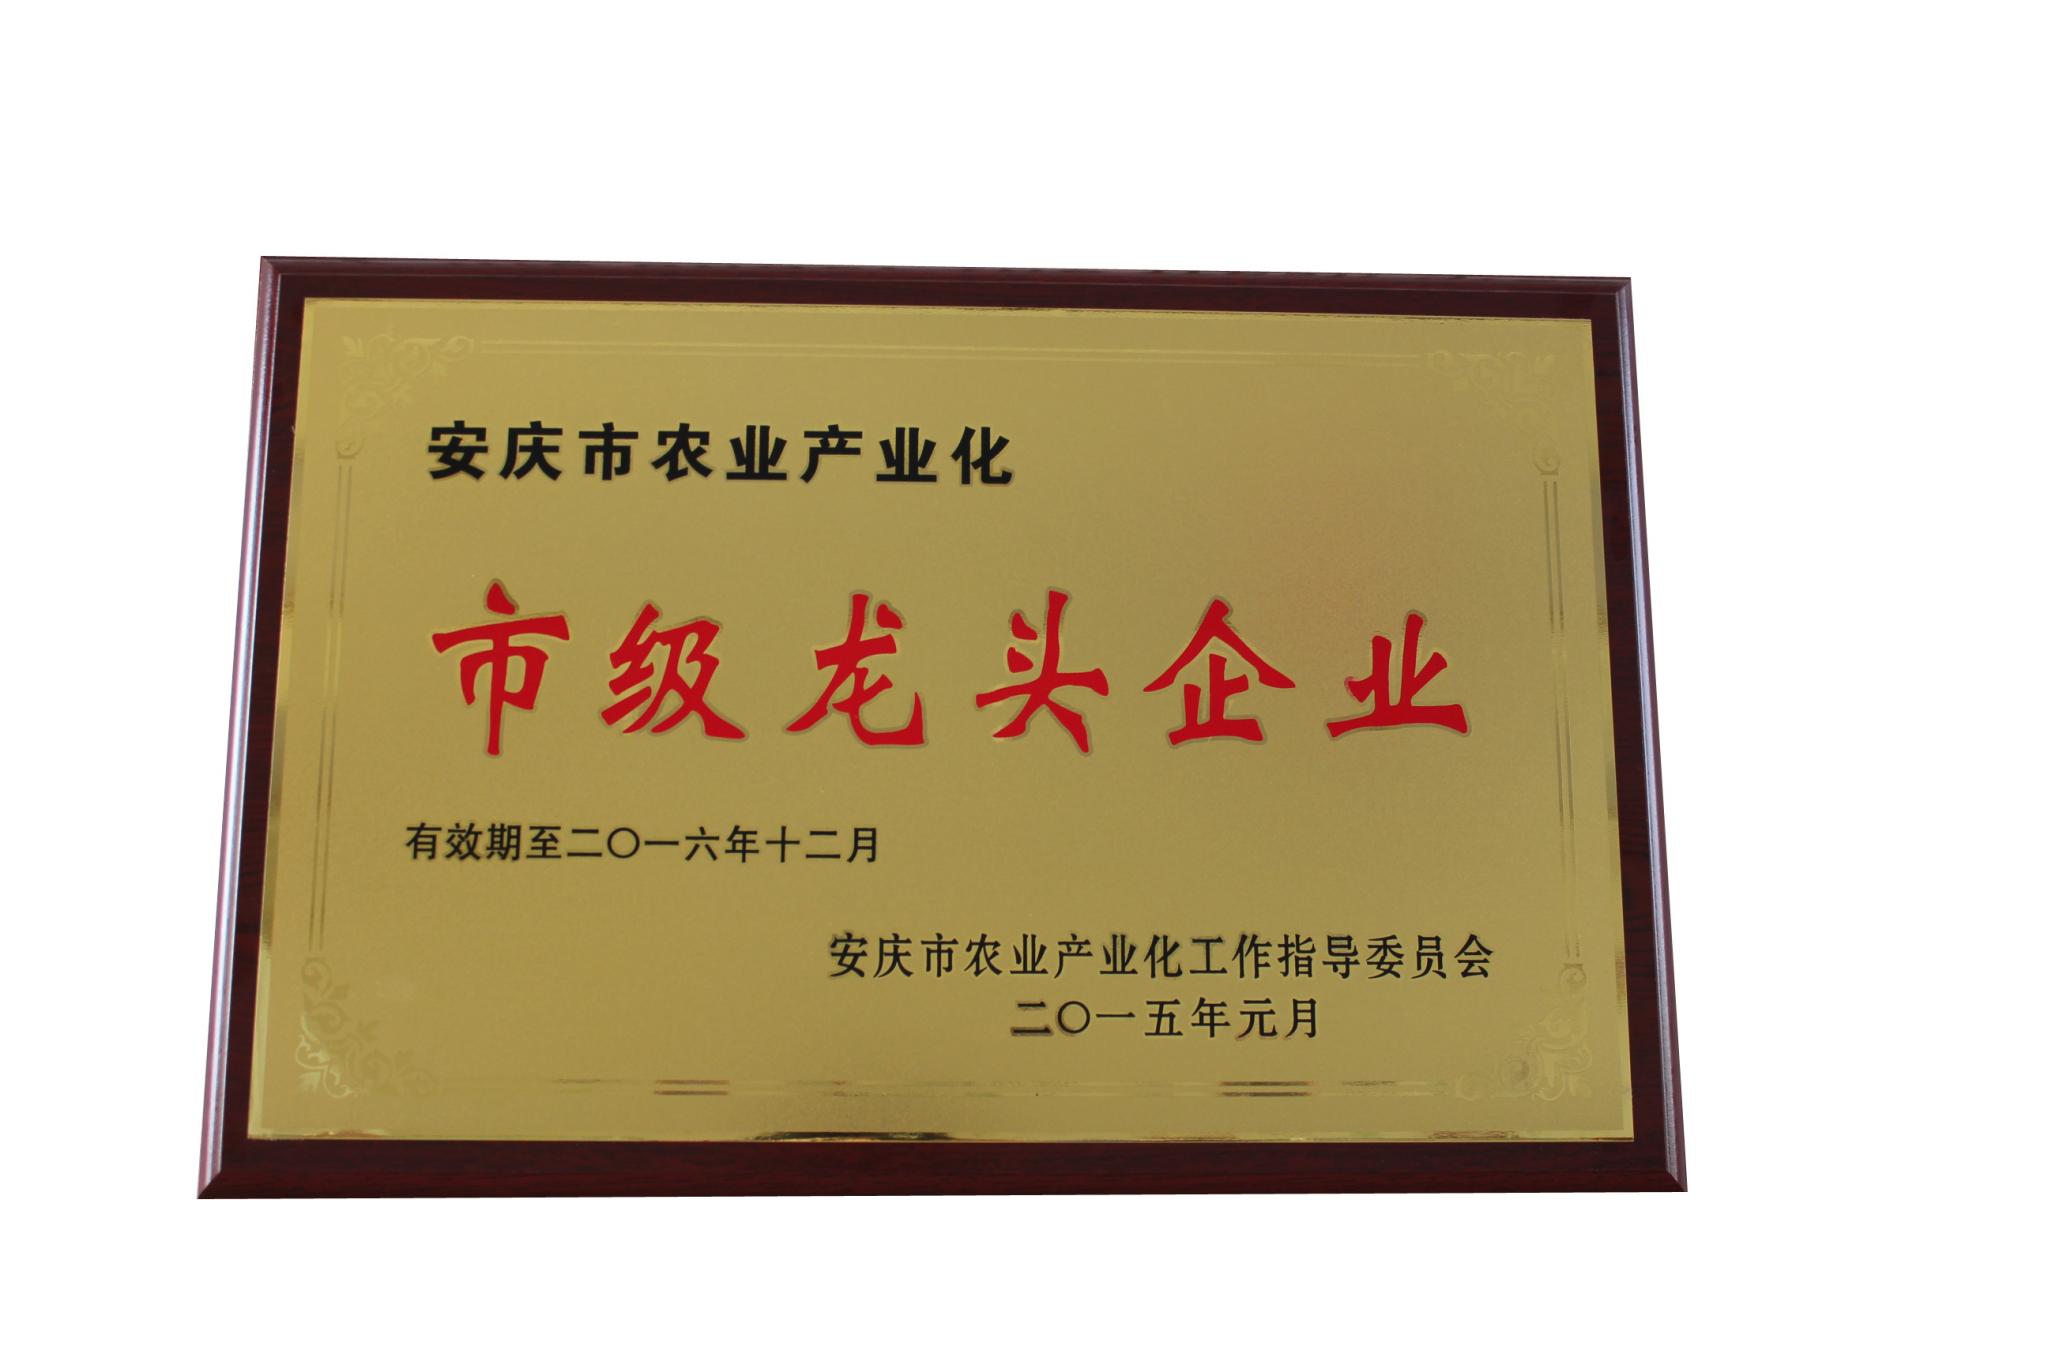 安庆市农业产业化
市级龙头企业
有效期至二〇一六年十二月
安庆市农业产业化工作指导委员会
二〇一五年元月